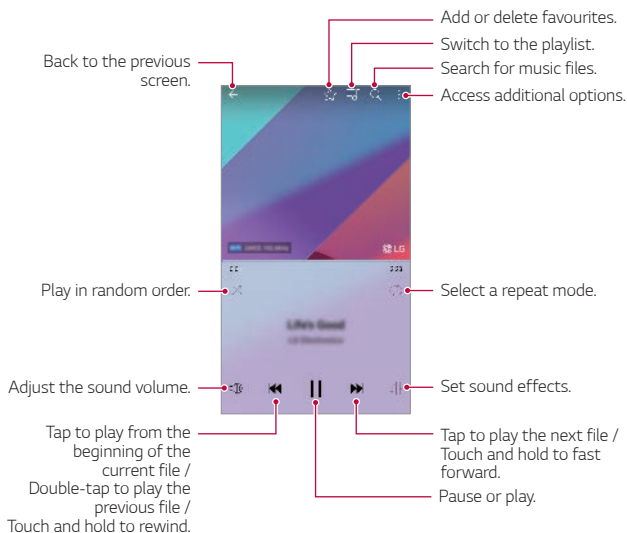 Add or delete favourites.
Switch to the playlist.
Back to the previous
screen.
Search for music files.
Access additional options.
LG
Play in random order.
Select a repeat mode.
Life's Good
LG Electronics
Adjust the sound volume.
Set sound effects.
Tap to play from the
beginning of the
current file /
Double-tap to play the
previous file /
Touch and hold to rewind.
Tap to play the next file /
Touch and hold to fast
forward.
Pause or play.